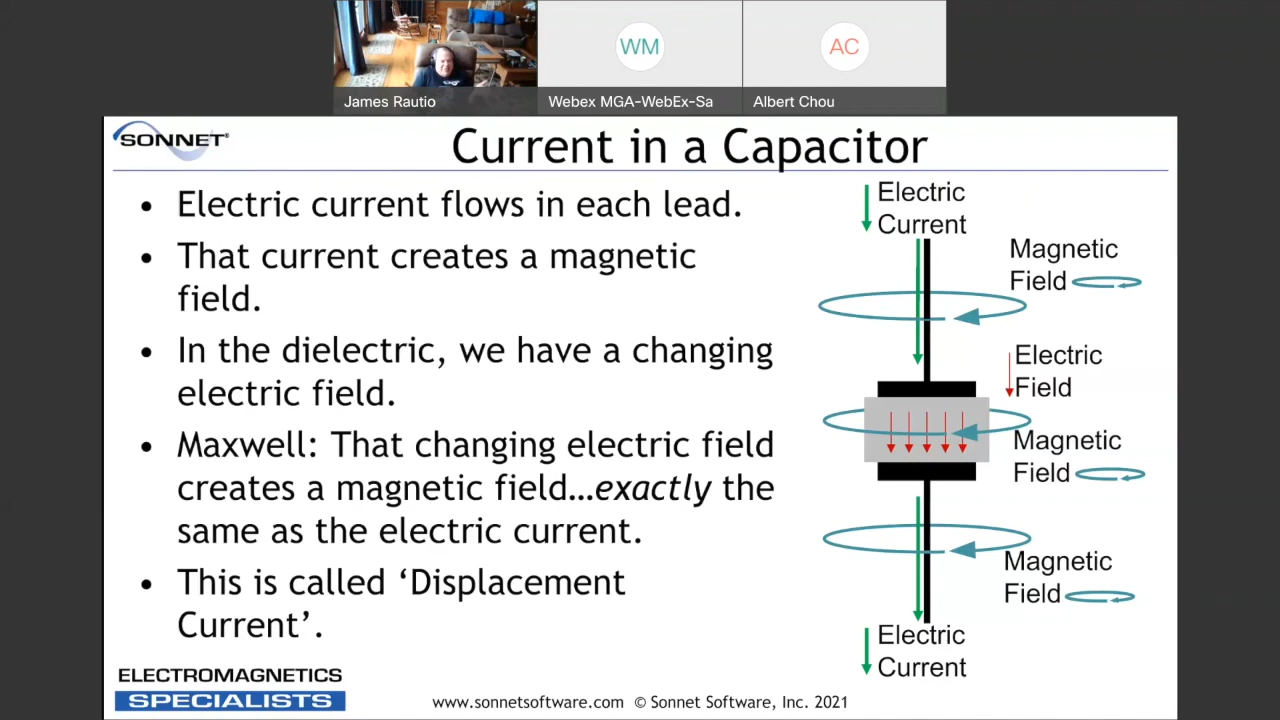 WM
AC
James Rautio
Webex MGA-WebEx-Sa
Albert Chou
SONNET®
Current in a Capacitor
• Electric current flows in each lead.
• That current creates a magnetic
field.
• In the dielectric, we have a changing
electric field.
• Maxwell: That changing electric field
creates a magnetic field…exactly the
same as the electric current.
• This is called ‘Displacement
Current’.
Electric
Current
Magnetic
Field
Electric
Field
Magnetic
Field
Magnetic
Field
Electric
Current
ELECTROMAGNETICS
SPECIALISTS
www.sonnetsoftware.com © Sonnet Software, Inc. 2021